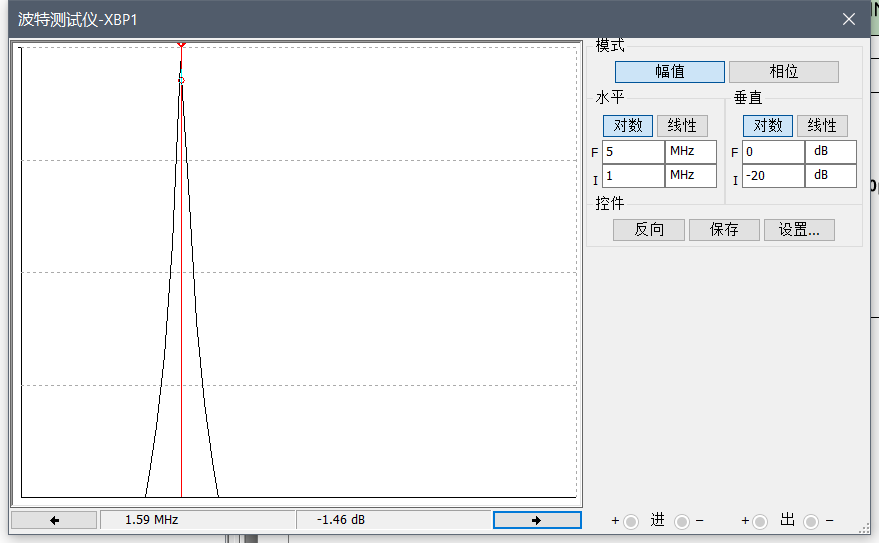 波特测试仪-XBP1
模式
幅值 相位
水平 垂直
对数 线性 对数 线性
F 5 MHz F 0 dB
I 1 MHz I -20 dB
控件
反向 保存 设置...
1.59 MHz -1.46 dB
+ 进 − + 出 −